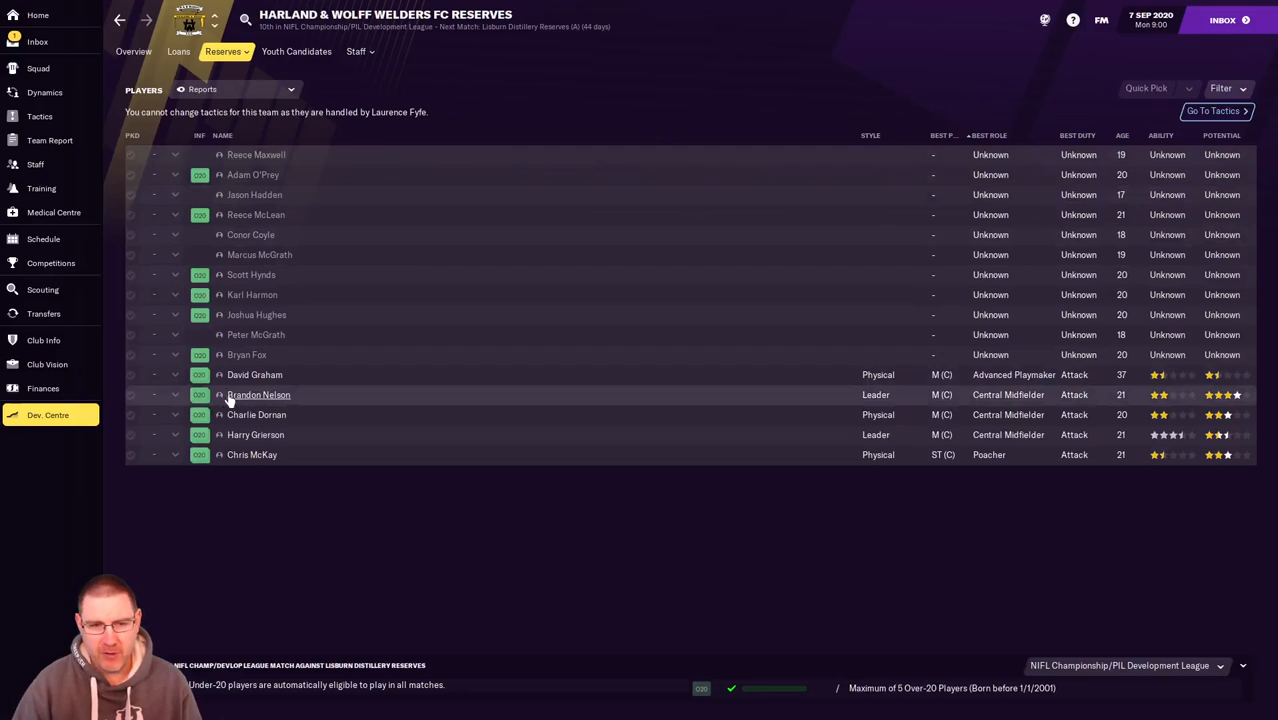 Home
HARLAND & WOLFF WELDERS FC RESERVES
10th in NIFL Championship/PIL Development League - Next Match: Lisburn Distillery Reserves (A) (44 days)
FM
7 SEP 2020
MON 9:00
INBOX
1
Inbox
Squad
Dynamics
Tactics
Team Report
Staff
Training
Medical Centre
Schedule
Competitions
Scouting
Transfers
Club Info
Club Vision
Finances
Dev. Centre
Overview Loans Reserves Youth Candidates Staff
PLAYERS Reports Quick Pick Filter
You cannot change tactics for this team as they are handled by Laurence Fyfe. Go To Tactics
PKD INF NAME STYLE BEST P... BEST ROLE BEST DUTY AGE ABILITY POTENTIAL
- Reece Maxwell - Unknown Unknown 19 Unknown Unknown
- O20 Adam O'Prey - Unknown Unknown 20 Unknown Unknown
- Jason Hadden - Unknown Unknown 17 Unknown Unknown
- O20 Reece McLean - Unknown Unknown 21 Unknown Unknown
- Conor Coyle - Unknown Unknown 18 Unknown Unknown
- Marcus McGrath - Unknown Unknown 19 Unknown Unknown
- O20 Scott Hynds - Unknown Unknown 20 Unknown Unknown
- O20 Karl Harmon - Unknown Unknown 20 Unknown Unknown
- O20 Joshua Hughes - Unknown Unknown 20 Unknown Unknown
- Peter McGrath - Unknown Unknown 18 Unknown Unknown
- O20 Bryan Fox - Unknown Unknown 20 Unknown Unknown
- O20 David Graham Physical M (C) Advanced Playmaker Attack 37
- O20 Brandon Nelson Leader M (C) Central Midfielder Attack 21
- O20 Charlie Dornan Physical M (C) Central Midfielder Attack 20
- O20 Harry Grierson Leader M (C) Central Midfielder Attack 21
- O20 Chris McKay Physical ST (C) Poacher Attack 21
NIFL CHAMP/DEVLOP LEAGUE MATCH AGAINST LISBURN DISTILLERY RESERVES NIFL Championship/PIL Development League
Under-20 players are automatically eligible to play in all matches. O20 / Maximum of 5 Over-20 Players (Born before 1/1/2001)